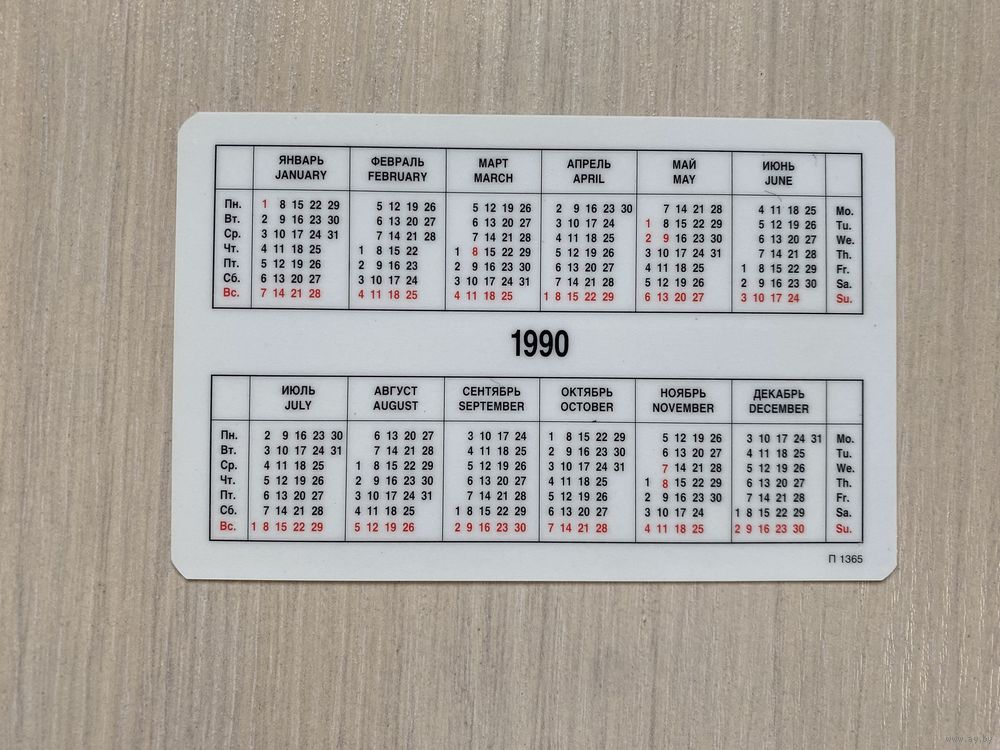 ЯНВАРЬ ФЕВРАЛЬ МАРТ АПРЕЛЬ МАЙ ИЮНЬ
JANUARY FEBRUARY MARCH APRIL MAY JUNE
Пн. 1 8 15 22 29 5 12 19 26 5 12 19 26 2 9 16 23 30 7 14 21 28 4 11 18 25 Mo.
Вт. 2 9 16 23 30 6 13 20 27 6 13 20 27 3 10 17 24 1 8 15 22 29 5 12 19 26 Tu.
Ср. 3 10 17 24 31 7 14 21 28 7 14 21 28 4 11 18 25 2 9 16 23 30 6 13 20 27 We.
Чт. 4 11 18 25 1 8 15 22 1 8 15 22 29 5 12 19 26 3 10 17 24 31 7 14 21 28 Th.
Пт. 5 12 19 26 2 9 16 23 2 9 16 23 30 6 13 20 27 4 11 18 25 1 8 15 22 29 Fr.
Сб. 6 13 20 27 3 10 17 24 3 10 17 24 31 7 14 21 28 5 12 19 26 2 9 16 23 30 Sa.
Вс. 7 14 21 28 4 11 18 25 4 11 18 25 1 8 15 22 29 6 13 20 27 3 10 17 24 Su.
1990
ИЮЛЬ АВГУСТ СЕНТЯБРЬ ОКТЯБРЬ НОЯБРЬ ДЕКАБРЬ
JULY AUGUST SEPTEMBER OCTOBER NOVEMBER DECEMBER
Пн. 2 9 16 23 30 6 13 20 27 3 10 17 24 1 8 15 22 29 5 12 19 26 3 10 17 24 31 Mo.
Вт. 3 10 17 24 31 7 14 21 28 4 11 18 25 2 9 16 23 30 6 13 20 27 4 11 18 25 Tu.
Ср. 4 11 18 25 1 8 15 22 29 5 12 19 26 3 10 17 24 31 7 14 21 28 5 12 19 26 We.
Чт. 5 12 19 26 2 9 16 23 30 6 13 20 27 4 11 18 25 1 8 15 22 29 6 13 20 27 Th.
Пт. 6 13 20 27 3 10 17 24 31 7 14 21 28 5 12 19 26 2 9 16 23 30 7 14 21 28 Fr.
Сб. 7 14 21 28 4 11 18 25 1 8 15 22 29 6 13 20 27 3 10 17 24 1 8 15 22 29 Sa.
Вс. 1 8 15 22 29 5 12 19 26 2 9 16 23 30 7 14 21 28 4 11 18 25 2 9 16 23 30 Su.
П 1365
www.ay.by